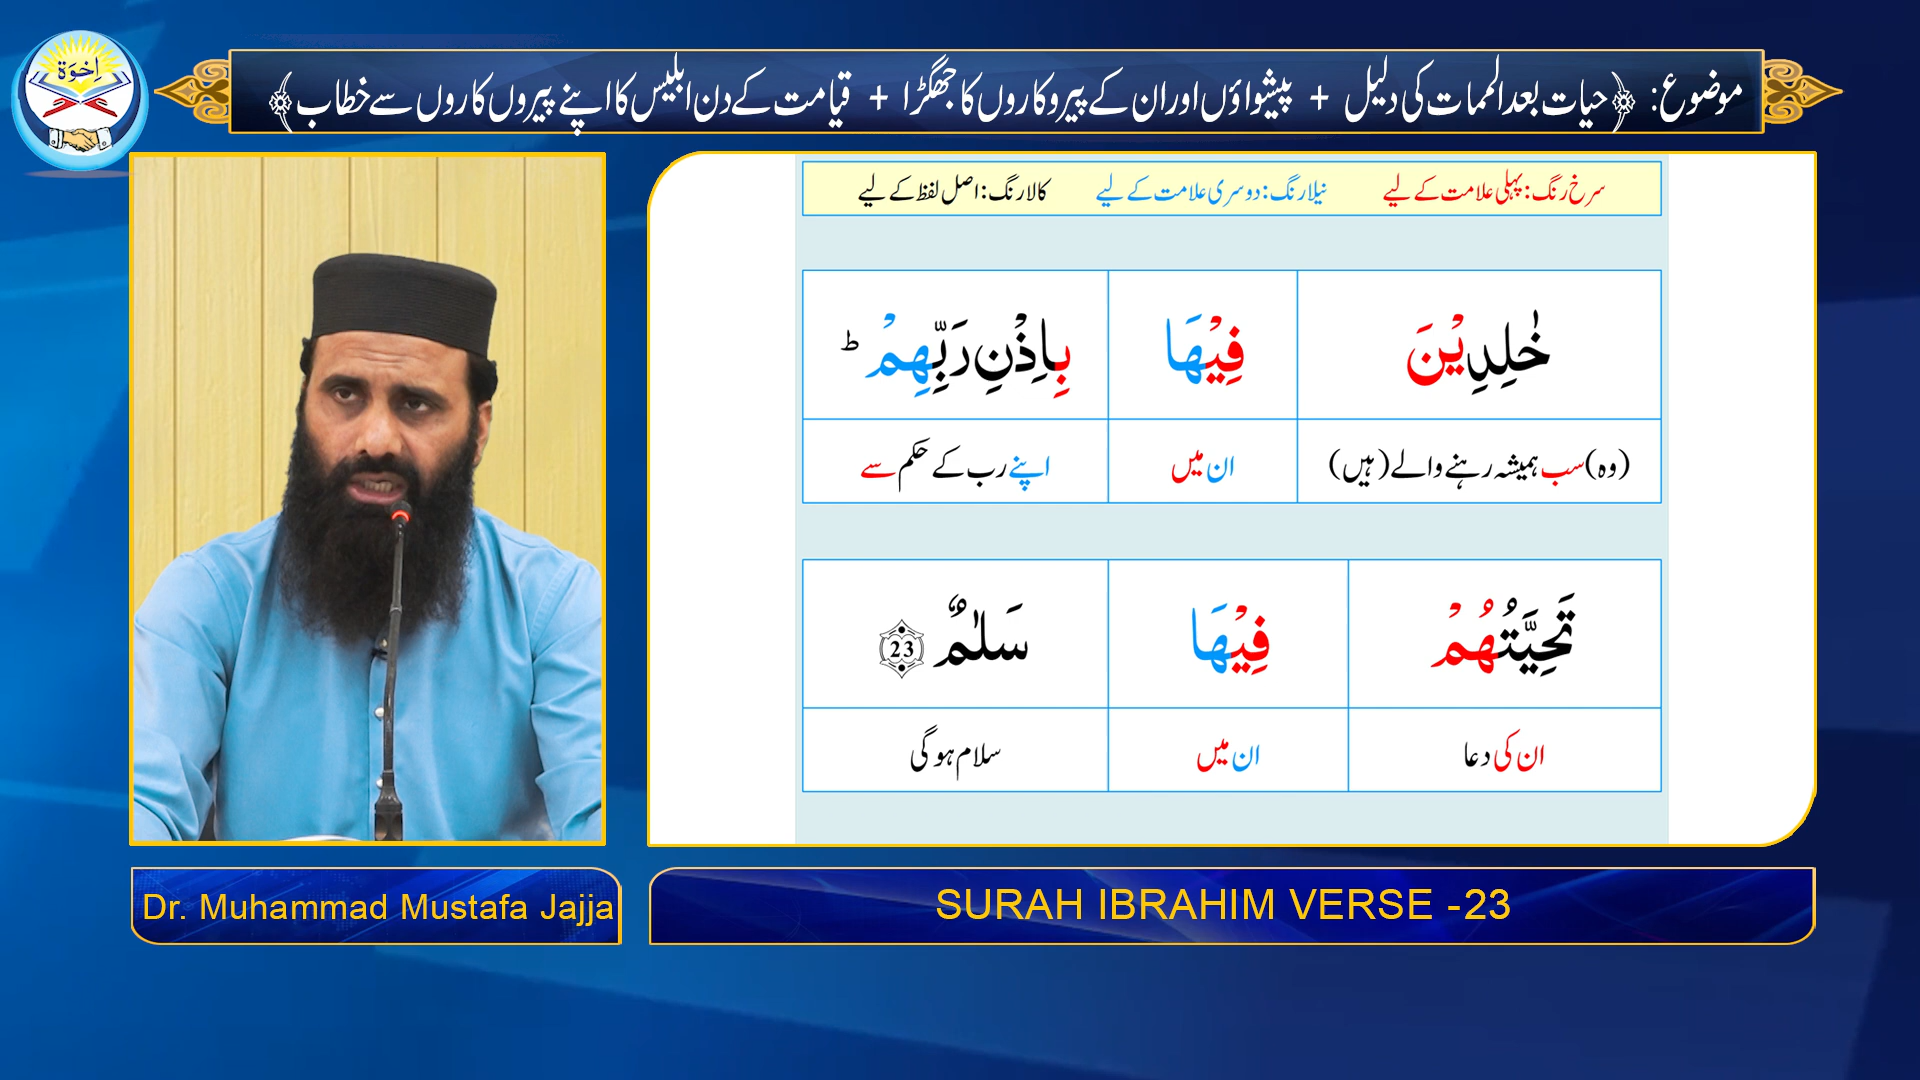 اِخوَة
موضوع: ﴿حیات بعد الممات کی دلیل + پیشواؤں اور ان کے پیروکاروں کا جھگڑا + قیامت کے دن ابلیس کا اپنے پیروں کاروں سے خطاب﴾
سرخ رنگ: پہلی علامت کے لیے نیلا رنگ: دوسری علامت کے لیے کالا رنگ: اصل لفظ کے لیے
خٰلِدِيْنَ فِيْهَا بِاِذْنِ رَبِّهِمْ ؕ
(وہ) سب ہمیشہ رہنے والے (ہیں) ان میں اپنے رب کے حکم سے
تَحِيَّتُهُمْ فِيْهَا سَلٰمٌ 23
ان کی دعا ان میں سلام ہوگی
Dr. Muhammad Mustafa Jajja
SURAH IBRAHIM VERSE -23